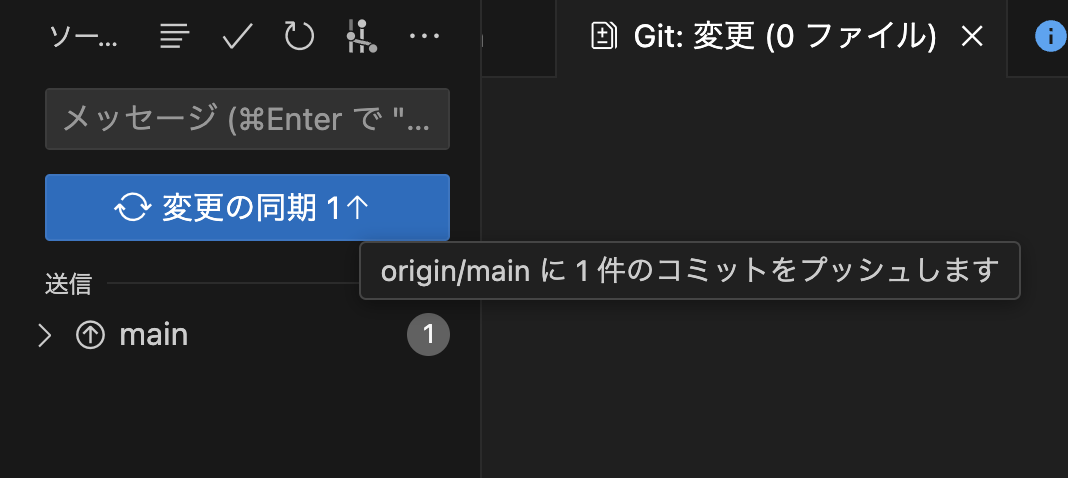 ソー...
Git: 変更 (0 ファイル)
メッセージ (⌘Enter で "...
変更の同期 1↑
origin/main に 1 件のコミットをプッシュします
送信
main
1